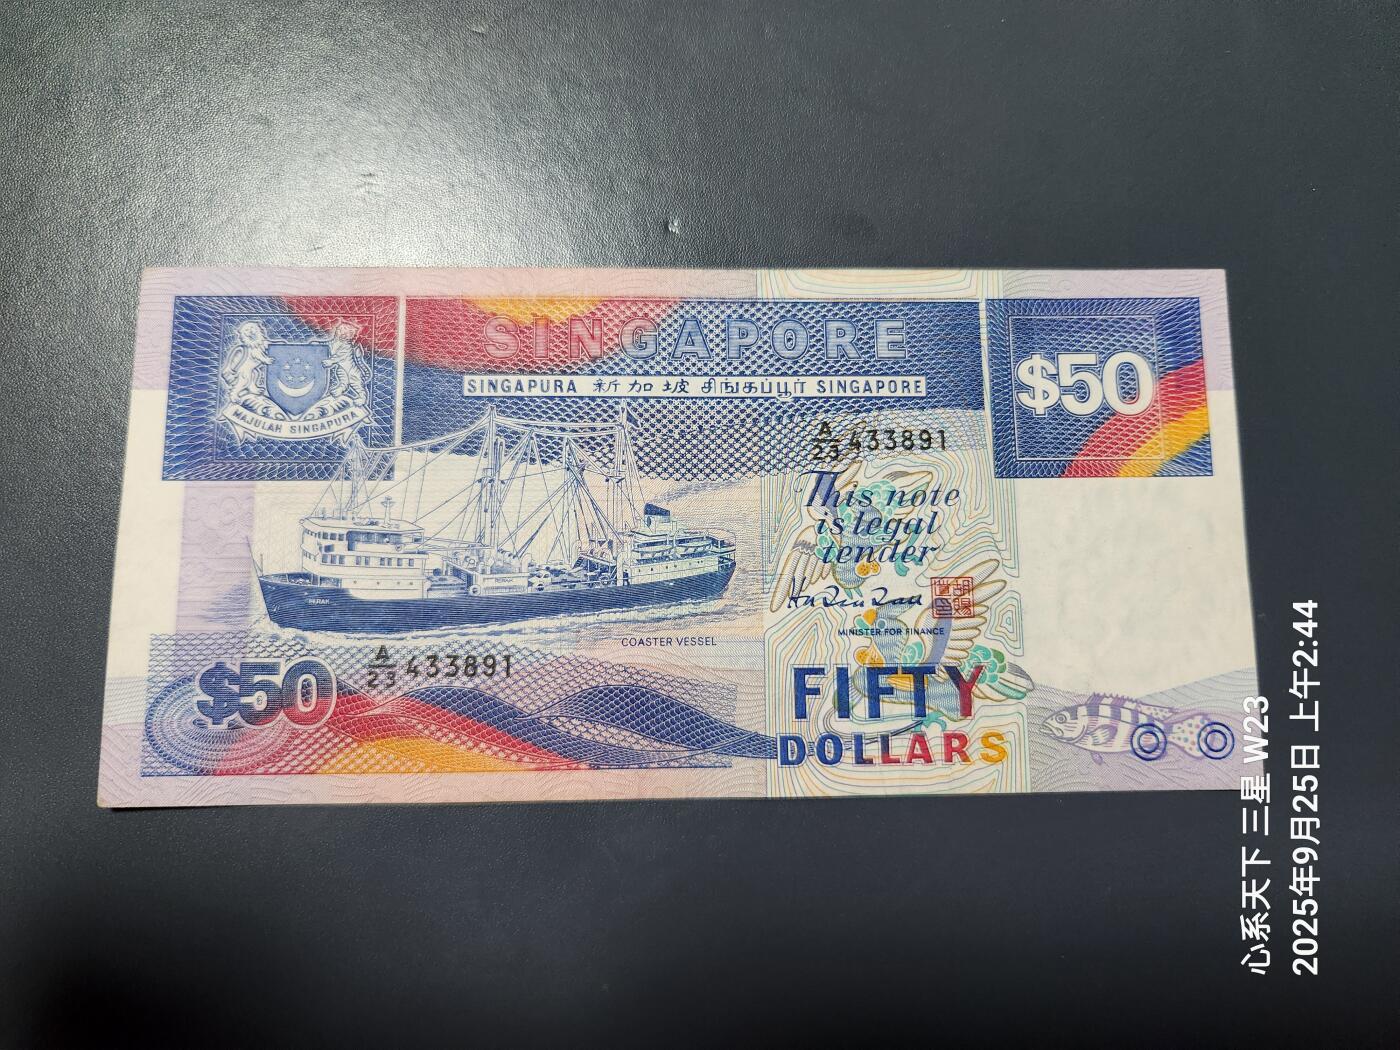 SINGAPORE
SINGAPURA 新加坡 சிங்கப்பூர் SINGAPORE
$50
MAJULAH SINGAPURA
A/23 433891
This note
is legal
tender
MINISTER FOR FINANCE
PERAK
PERAK
COASTER VESSEL
A/23 433891
$50
FIFTY
DOLLARS
心系天下 三星 W23
2025年9月25日 上午2:44